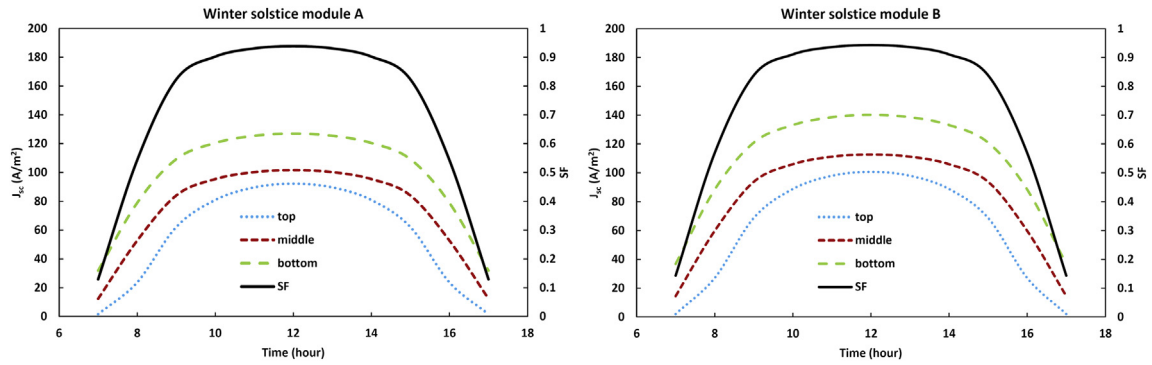 Winter solstice module A
200
180
160
140
120
100
80
60
40
20
0
J_sc (A/m²)
1
0.9
0.8
0.7
0.6
0.5
0.4
0.3
0.2
0.1
0
SF
top
middle
bottom
SF
6 8 10 12 14 16 18
Time (hour)
Winter solstice module B
200
180
160
140
120
100
80
60
40
20
0
J_sc (A/m²)
1
0.9
0.8
0.7
0.6
0.5
0.4
0.3
0.2
0.1
0
SF
top
middle
bottom
SF
6 8 10 12 14 16 18
Time (hour)